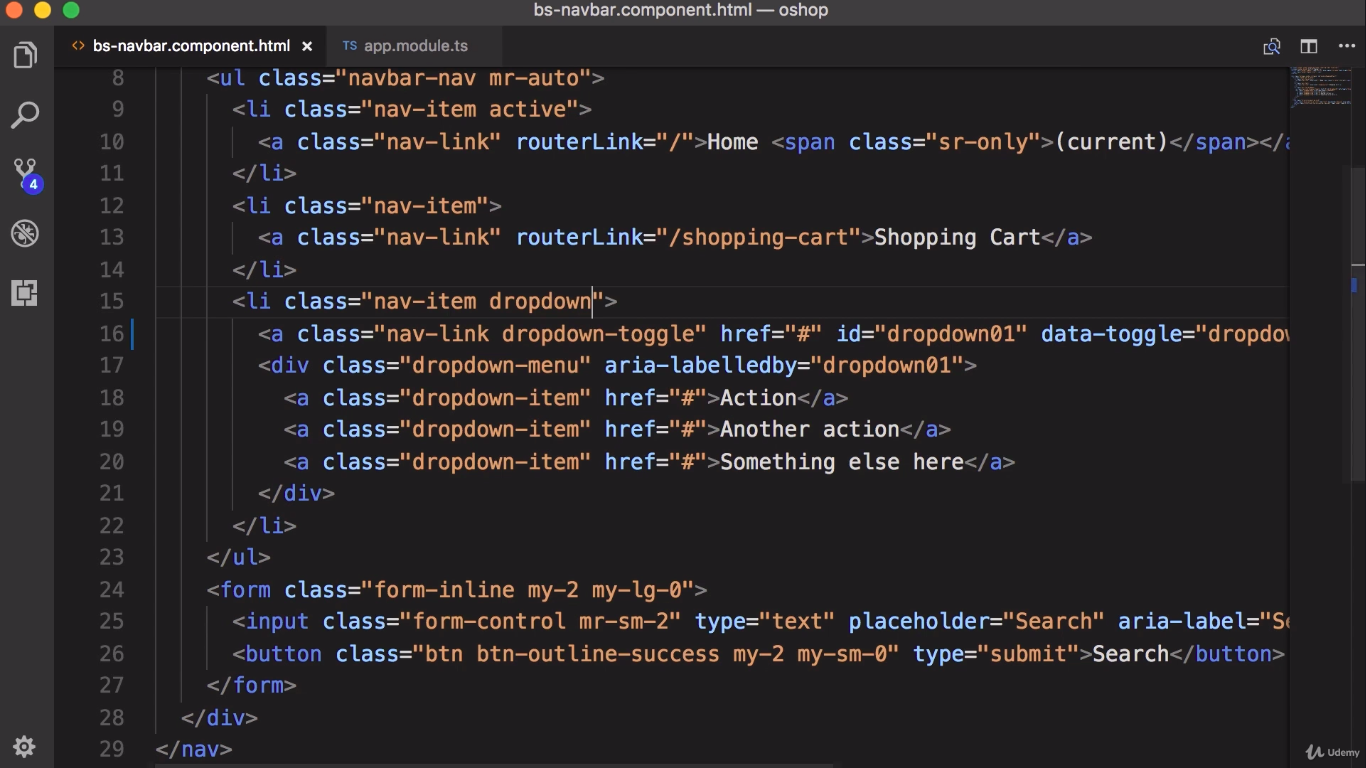 bs-navbar.component.html — oshop
<> bs-navbar.component.html × TS app.module.ts
8 <ul class="navbar-nav mr-auto">
9 <li class="nav-item active">
10 <a class="nav-link" routerLink="/">Home <span class="sr-only">(current)</span></a
11 </li>
12 <li class="nav-item">
13 <a class="nav-link" routerLink="/shopping-cart">Shopping Cart</a>
14 </li>
15 <li class="nav-item dropdown">
16 <a class="nav-link dropdown-toggle" href="#" id="dropdown01" data-toggle="dropdow
17 <div class="dropdown-menu" aria-labelledby="dropdown01">
18 <a class="dropdown-item" href="#">Action</a>
19 <a class="dropdown-item" href="#">Another action</a>
20 <a class="dropdown-item" href="#">Something else here</a>
21 </div>
22 </li>
23 </ul>
24 <form class="form-inline my-2 my-lg-0">
25 <input class="form-control mr-sm-2" type="text" placeholder="Search" aria-label="Se
26 <button class="btn btn-outline-success my-2 my-sm-0" type="submit">Search</button>
27 </form>
28 </div>
29 </nav>
4
Udemy